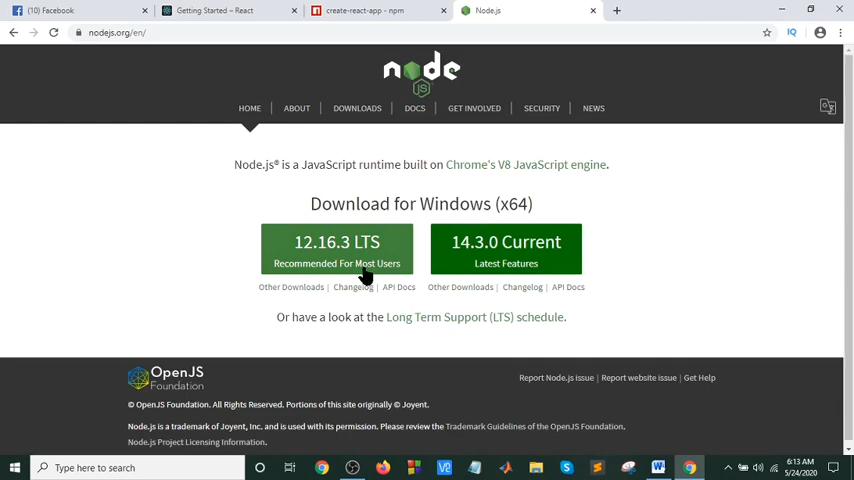 (10) Facebook
Getting Started – React
create-react-app - npm
Node.js
nodejs.org/en/
IQ
node
JS
HOME | ABOUT | DOWNLOADS | DOCS | GET INVOLVED | SECURITY | NEWS
Node.js® is a JavaScript runtime built on Chrome's V8 JavaScript engine.
Download for Windows (x64)
12.16.3 LTS
Recommended For Most Users
14.3.0 Current
Latest Features
Other Downloads | Changelog | API Docs
Other Downloads | Changelog | API Docs
Or have a look at the Long Term Support (LTS) schedule.
OpenJS
Foundation
Report Node.js issue | Report website issue | Get Help
© OpenJS Foundation. All Rights Reserved. Portions of this site originally © Joyent.
Node.js is a trademark of Joyent, Inc. and is used with its permission. Please review the Trademark Guidelines of the OpenJS Foundation.
Node.js Project Licensing Information.
Type here to search
6:13 AM
5/24/2020